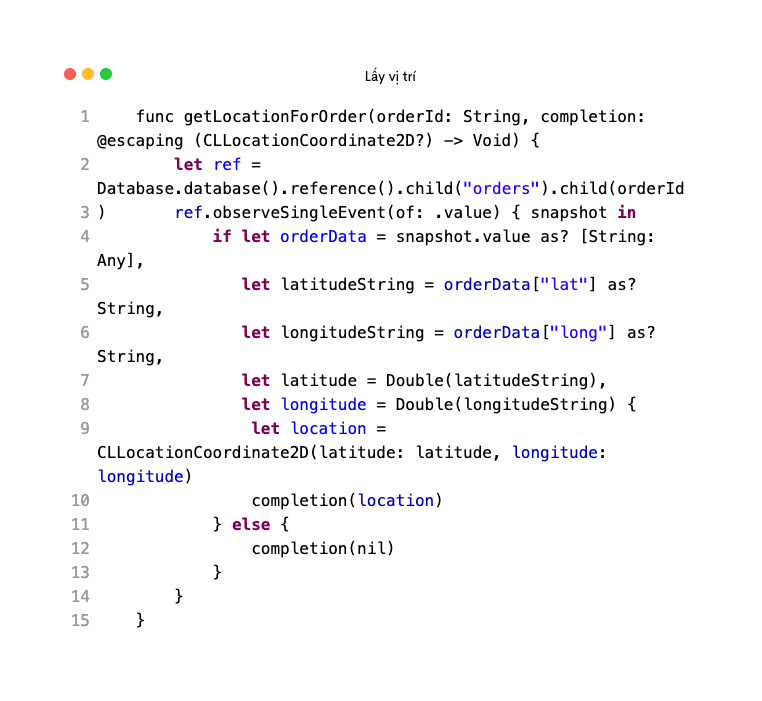 Lấy vị trí
1     func getLocationForOrder(orderId: String, completion:
@escaping (CLLocationCoordinate2D?) -> Void) {
2         let ref =
Database.database().reference().child("orders").child(orderId
3 )       ref.observeSingleEvent(of: .value) { snapshot in
4             if let orderData = snapshot.value as? [String:
Any],
5                let latitudeString = orderData["lat"] as?
String,
6                let longitudeString = orderData["long"] as?
String,
7                let latitude = Double(latitudeString),
8                let longitude = Double(longitudeString) {
9                 let location =
CLLocationCoordinate2D(latitude: latitude, longitude:
longitude)
10                 completion(location)
11             } else {
12                 completion(nil)
13             }
14         }
15     }